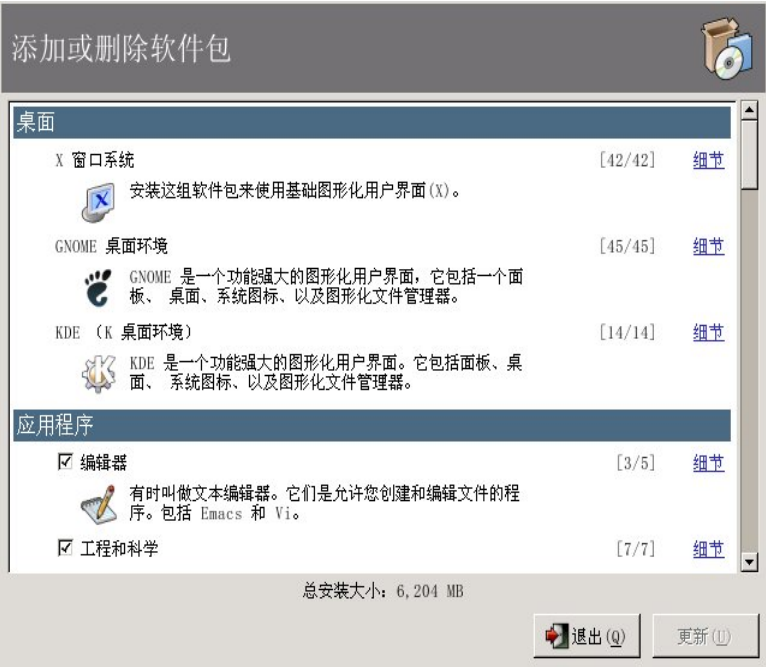 添加或删除软件包
桌面
X 窗口系统 [42/42] 细节
安装这组软件包来使用基础图形化用户界面(X)。
GNOME 桌面环境 [45/45] 细节
GNOME 是一个功能强大的图形化用户界面，它包括一个面
板、 桌面、系统图标、以及图形化文件管理器。
KDE （K 桌面环境） [14/14] 细节
KDE 是一个功能强大的图形化用户界面。它包括面板、桌
面、 系统图标、以及图形化文件管理器。
应用程序
编辑器 [3/5] 细节
有时叫做文本编辑器。它们是允许您创建和编辑文件的程
序。包括 Emacs 和 Vi。
工程和科学 [7/7] 细节
总安装大小：6,204 MB
退出(Q) 更新(U)